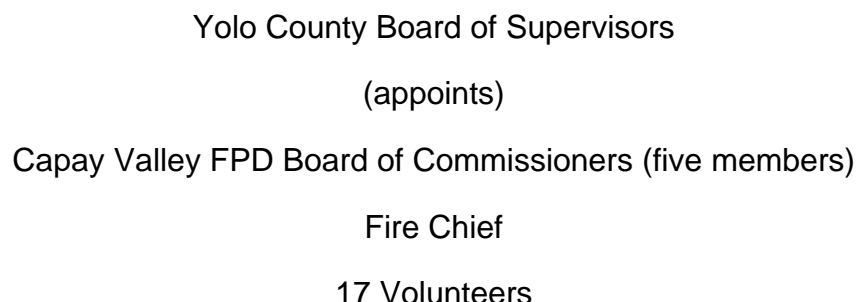 Yolo County Board of Supervisors
(appoints)
Capay Valley FPD Board of Commissioners (five members)
Fire Chief
17 Volunteers